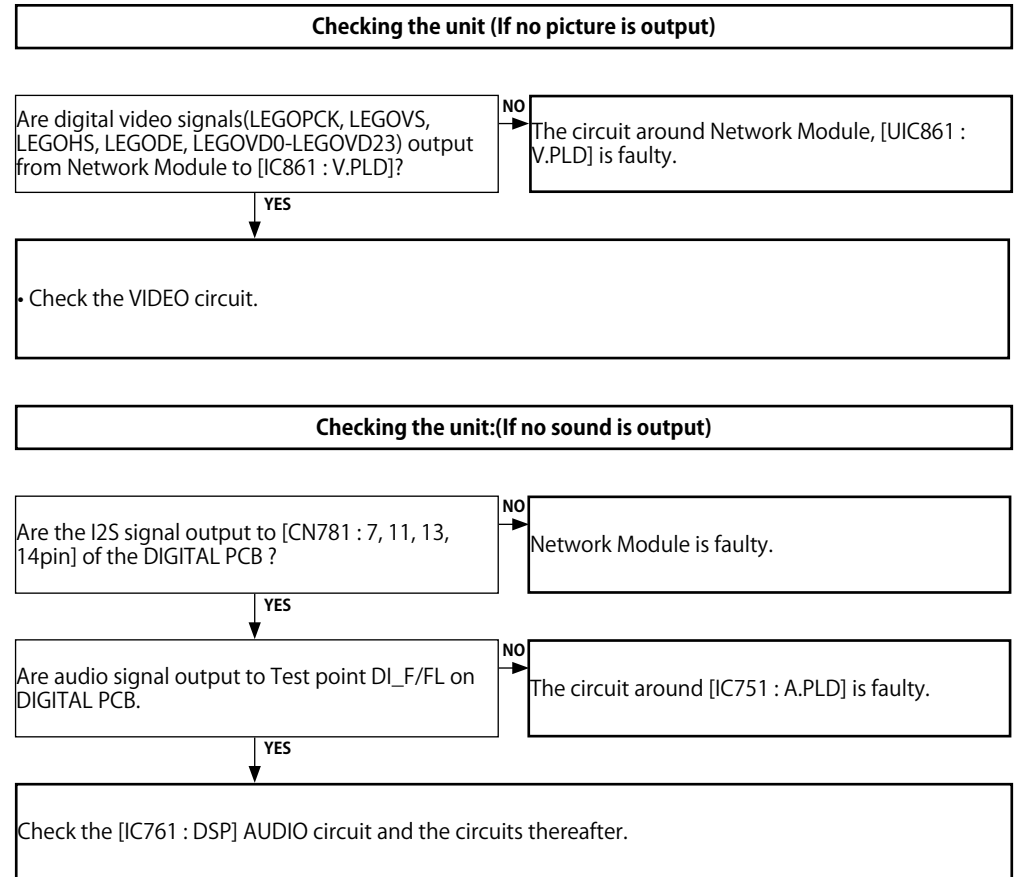 Checking the unit (If no picture is output)
Are digital video signals(LEGOPCK, LEGOVS,
LEGOHS, LEGODE, LEGOVD0-LEGOVD23) output
from Network Module to [IC861 : V.PLD]?
NO
The circuit around Network Module, [UIC861 :
V.PLD] is faulty.
YES
• Check the VIDEO circuit.
Checking the unit:(If no sound is output)
Are the I2S signal output to [CN781 : 7, 11, 13,
14pin] of the DIGITAL PCB ?
NO
Network Module is faulty.
YES
Are audio signal output to Test point DI_F/FL on
DIGITAL PCB.
NO
The circuit around [IC751 : A.PLD] is faulty.
YES
Check the [IC761 : DSP] AUDIO circuit and the circuits thereafter.